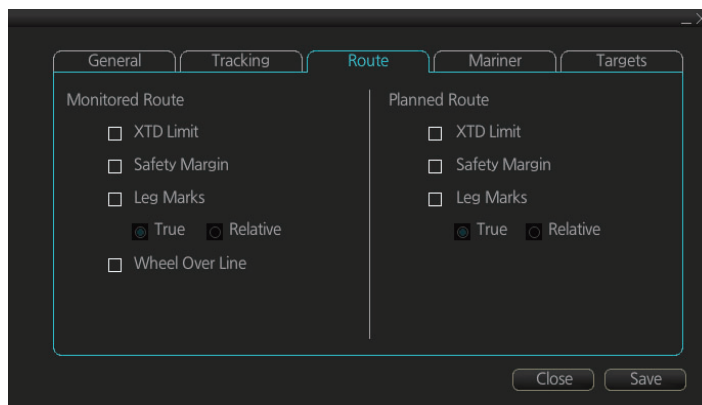 General Tracking Route Mariner Targets
Monitored Route
XTD Limit
Safety Margin
Leg Marks
True Relative
Wheel Over Line
Planned Route
XTD Limit
Safety Margin
Leg Marks
True Relative
Close Save